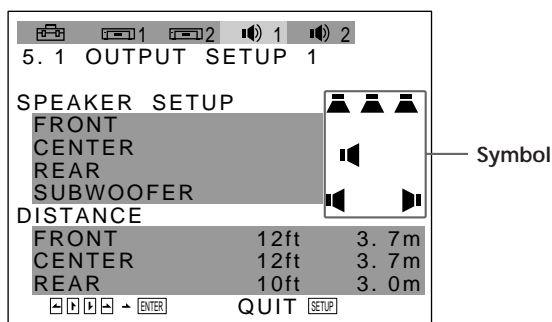 1 2 1 2
5. 1 OUTPUT SETUP 1
SPEAKER SETUP
FRONT
CENTER
REAR
SUBWOOFER
Symbol
DISTANCE
FRONT 12ft 3. 7m
CENTER 12ft 3. 7m
REAR 10ft 3. 0m
ENTER QUIT SETUP